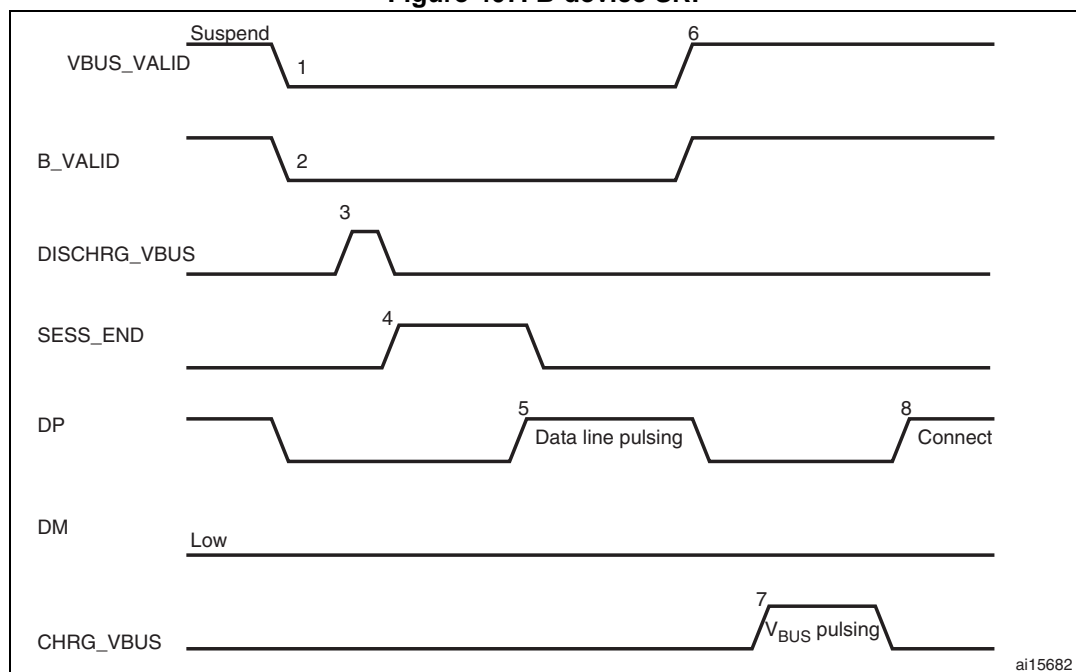 Suspend
6
VBUS_VALID
1
B_VALID
2
3
DISCHRG_VBUS
4
SESS_END
5
8
DP
Data line pulsing
Connect
DM
Low
7
VBUS pulsing
CHRG_VBUS
ai15682